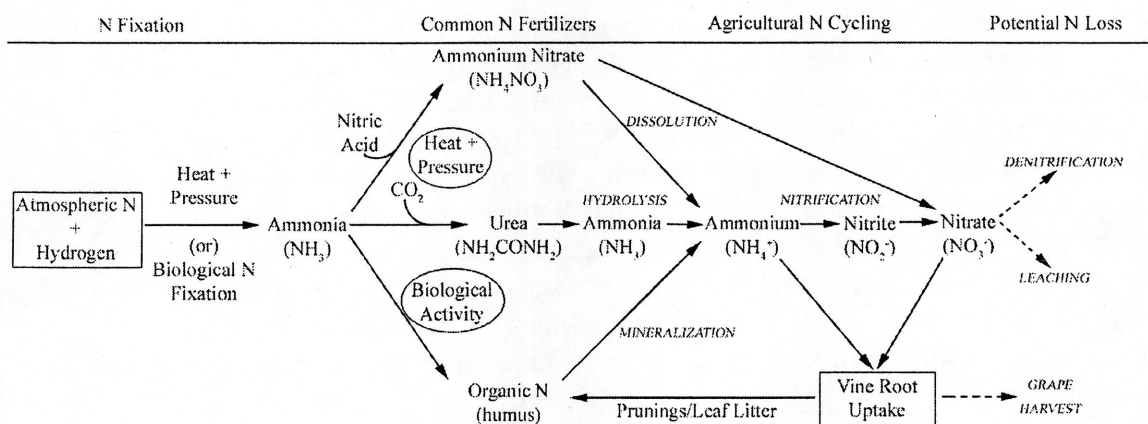 N Fixation
Common N Fertilizers
Agricultural N Cycling
Potential N Loss
Ammonium Nitrate
(NH₄NO₃)
Nitric
Acid
Heat +
Pressure
DISSOLUTION
DENITRIFICATION
Heat +
Pressure
CO₂
HYDROLYSIS
NITRIFICATION
Atmospheric N
+
Hydrogen
Ammonia
(NH₃)
Urea
(NH₂CONH₂)
Ammonia
(NH₃)
Ammonium
(NH₄⁺)
Nitrite
(NO₂⁻)
Nitrate
(NO₃⁻)
(or)
Biological N
Fixation
LEACHING
Biological
Activity
MINERALIZATION
Organic N
(humus)
Prunings/Leaf Litter
Vine Root
Uptake
GRAPE
HARVEST